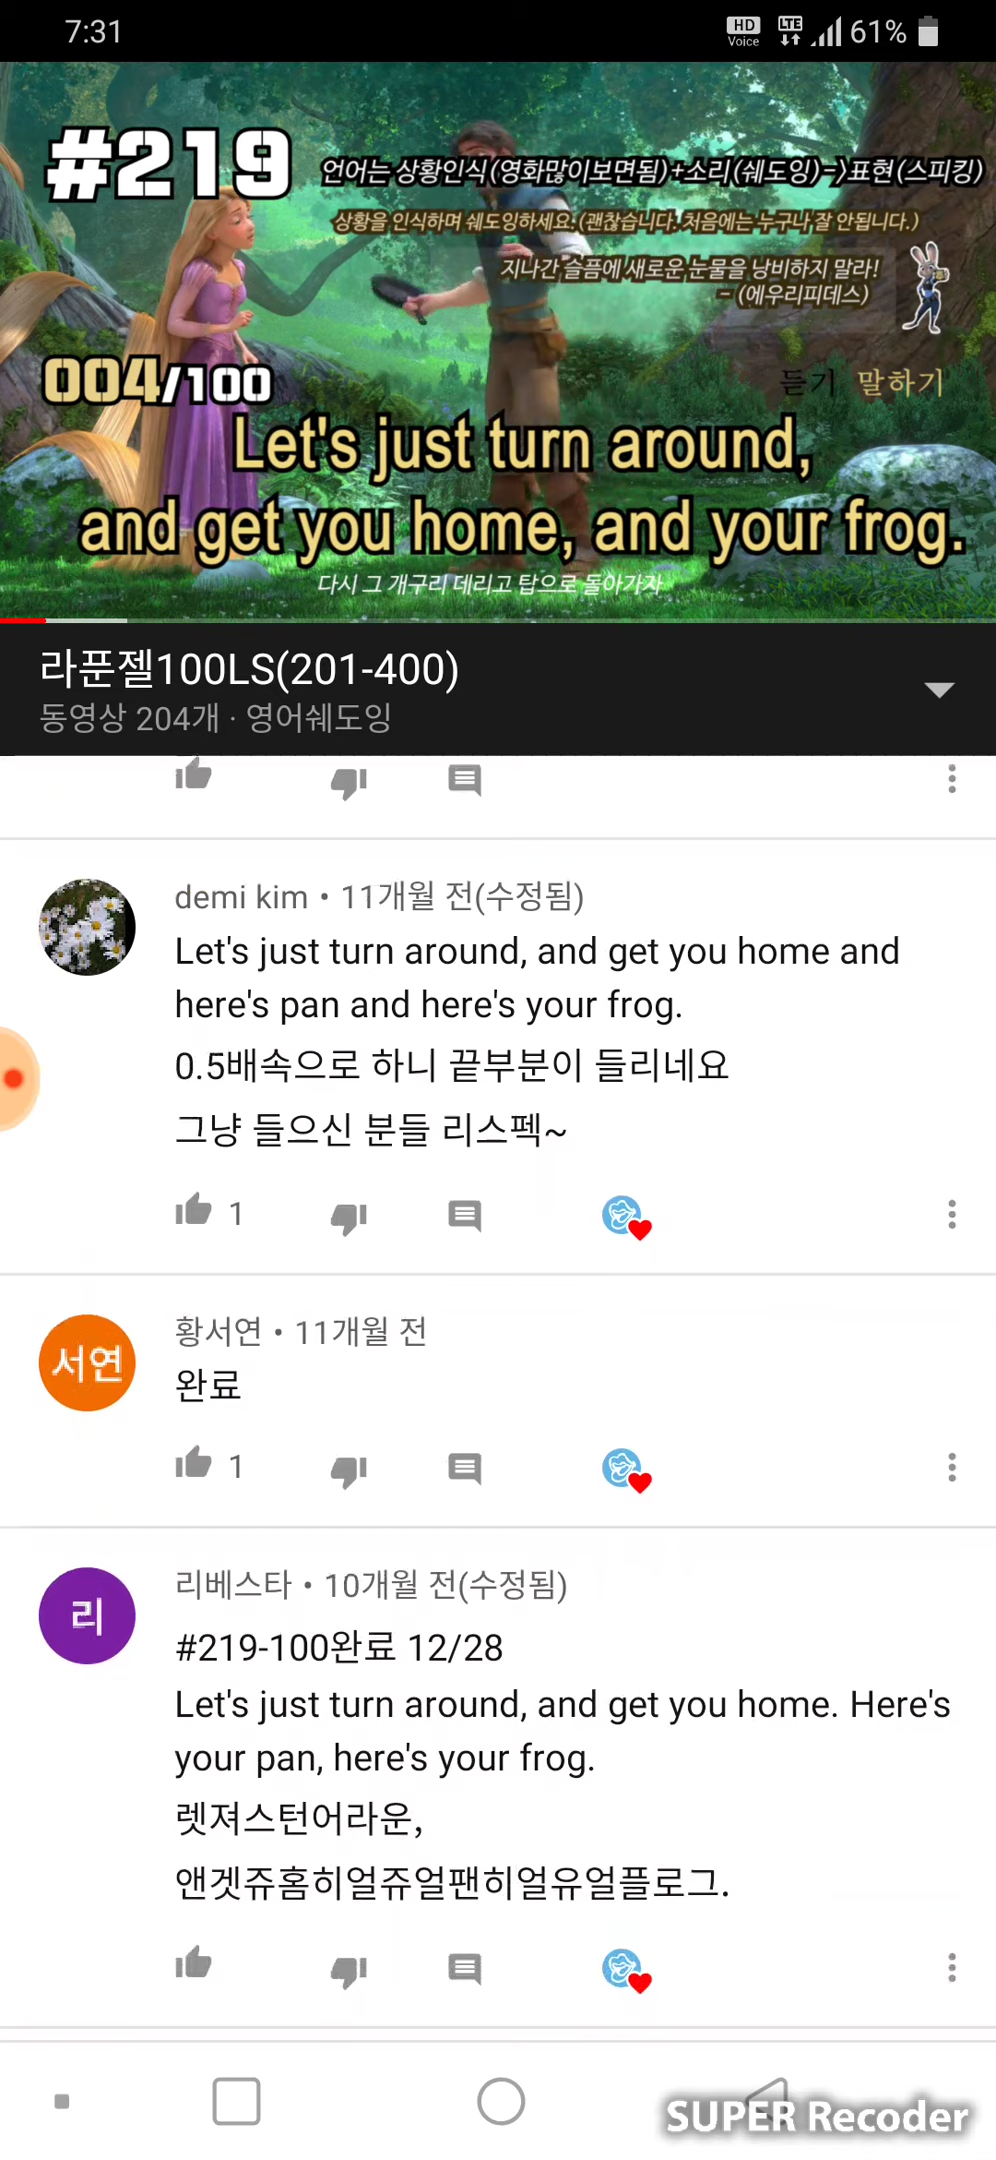 7:31
HD Voice LTE 61%
#219
언어는 상황인식(영화많이보면됨)+소리(쉐도잉)->표현(스피킹)
상황을 인식하며 쉐도잉하세요.(괜찮습니다. 처음에는 누구나 잘 안됩니다.)
지나간 슬픔에 새로운 눈물을 낭비하지 말라!
- (에우리피데스)
004/100
듣기 말하기
Let's just turn around,
and get you home, and your frog.
다시 그 개구리 데리고 탑으로 돌아가자
라푼젤100LS(201-400)
동영상 204개 · 영어쉐도잉
demi kim • 11개월 전(수정됨)
Let's just turn around, and get you home and
here's pan and here's your frog.
0.5배속으로 하니 끝부분이 들리네요
그냥 들으신 분들 리스펙~
1
서연
황서연 • 11개월 전
완료
1
리
리베스타 • 10개월 전(수정됨)
#219-100완료 12/28
Let's just turn around, and get you home. Here's
your pan, here's your frog.
렛져스턴어라운,
앤겟쥬홈히얼쥬얼팬히얼유얼플로그.
SUPER Recoder